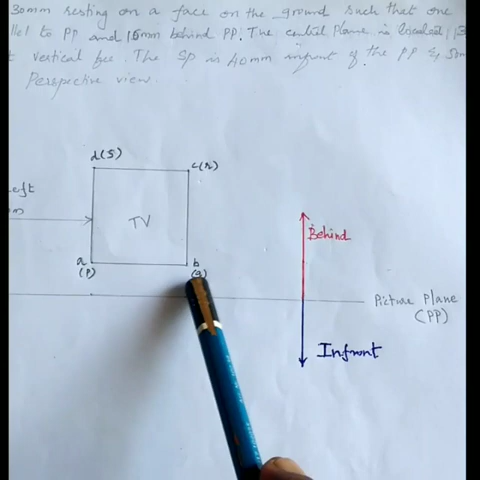 30mm resting on a face on the ground such that one
to PP and 15mm behind PP. The central Plane is located
vertical face. The SP is 40mm infront of the PP &
Perspective view.
d(s)
c(r)
TV
a
(p)
b
(q)
Left
Behind
Picture plane
(PP)
Infront